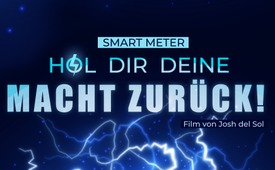 SMART METER
HOL DIR DEINE
MACHT ZURÜCK!
Film von Josh del Sol